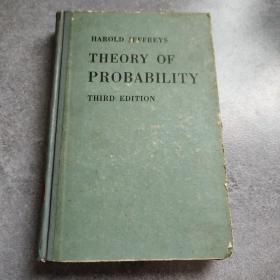 HAROLD JEFFREYS
THEORY OF
PROBABILITY
THIRD EDITION